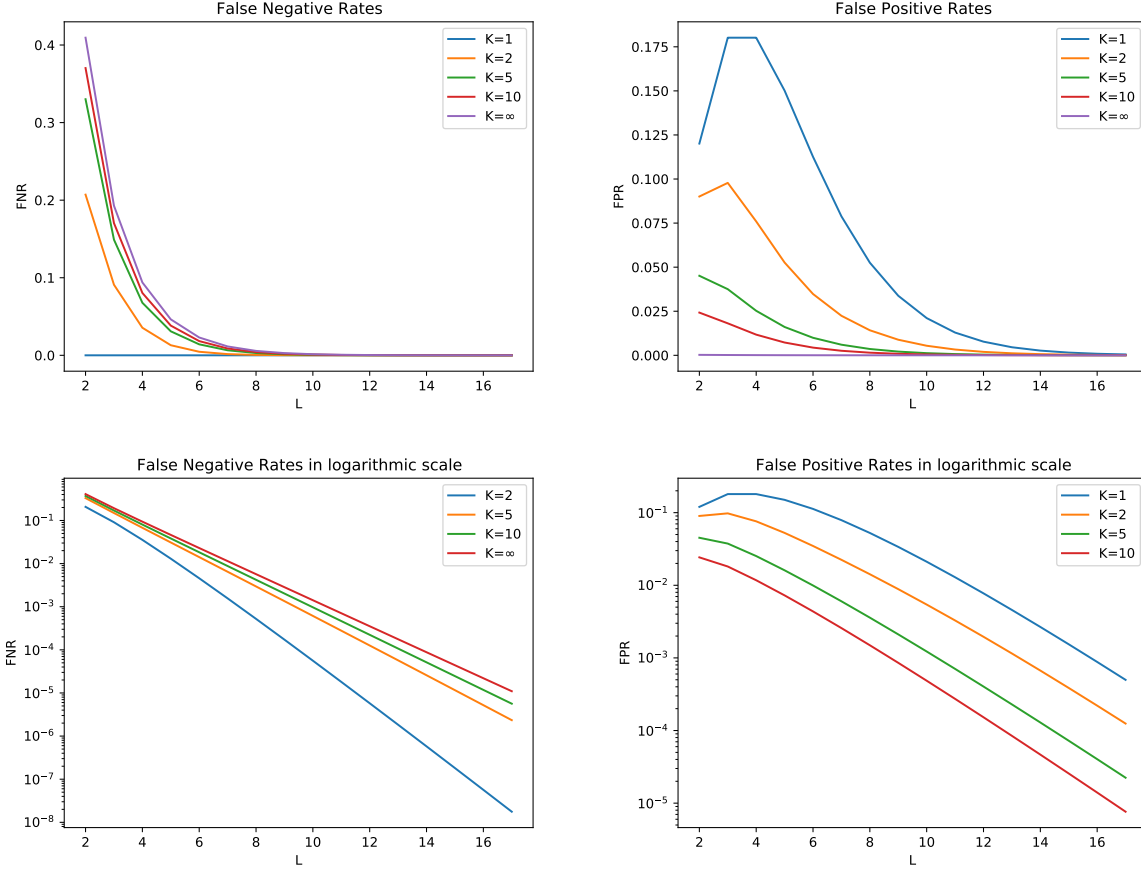 False Negative Rates
FNR
0.4
0.3
0.2
0.1
0.0
2 4 6 8 10 12 14 16
L
K=1
K=2
K=5
K=10
K=∞
False Positive Rates
FPR
0.175
0.150
0.125
0.100
0.075
0.050
0.025
0.000
2 4 6 8 10 12 14 16
L
K=1
K=2
K=5
K=10
K=∞
False Negative Rates in logarithmic scale
FNR
10⁻¹
10⁻²
10⁻³
10⁻⁴
10⁻⁵
10⁻⁶
10⁻⁷
10⁻⁸
2 4 6 8 10 12 14 16
L
K=2
K=5
K=10
K=∞
False Positive Rates in logarithmic scale
FPR
10⁻¹
10⁻²
10⁻³
10⁻⁴
10⁻⁵
2 4 6 8 10 12 14 16
L
K=1
K=2
K=5
K=10